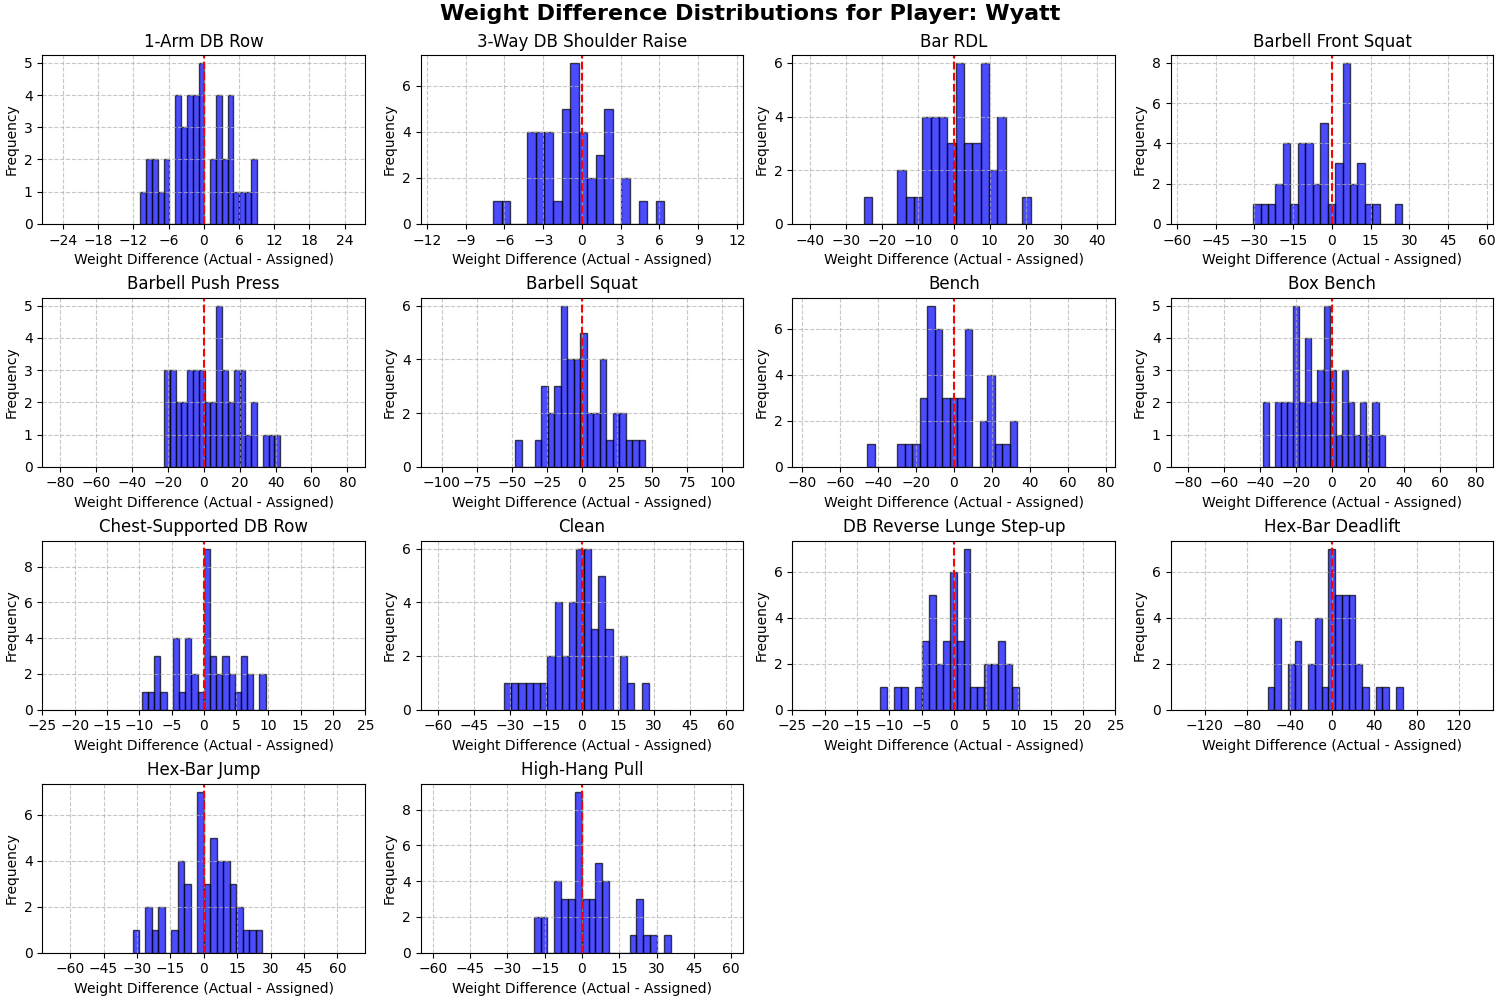 Weight Difference Distributions for Player: Wyatt
1-Arm DB Row
Frequency
0 1 2 3 4 5
−24 −18 −12 −6 0 6 12 18 24
Weight Difference (Actual - Assigned)
3-Way DB Shoulder Raise
Frequency
0 2 4 6
−12 −9 −6 −3 0 3 6 9 12
Weight Difference (Actual - Assigned)
Bar RDL
Frequency
0 2 4 6
−40 −30 −20 −10 0 10 20 30 40
Weight Difference (Actual - Assigned)
Barbell Front Squat
Frequency
0 2 4 6 8
−60 −45 −30 −15 0 15 30 45 60
Weight Difference (Actual - Assigned)
Barbell Push Press
Frequency
0 1 2 3 4 5
−80 −60 −40 −20 0 20 40 60 80
Weight Difference (Actual - Assigned)
Barbell Squat
Frequency
0 2 4 6
−100 −75 −50 −25 0 25 50 75 100
Weight Difference (Actual - Assigned)
Bench
Frequency
0 2 4 6
−80 −60 −40 −20 0 20 40 60 80
Weight Difference (Actual - Assigned)
Box Bench
Frequency
0 1 2 3 4 5
−80 −60 −40 −20 0 20 40 60 80
Weight Difference (Actual - Assigned)
Chest-Supported DB Row
Frequency
0 2 4 6 8
−25 −20 −15 −10 −5 0 5 10 15 20 25
Weight Difference (Actual - Assigned)
Clean
Frequency
0 2 4 6
−60 −45 −30 −15 0 15 30 45 60
Weight Difference (Actual - Assigned)
DB Reverse Lunge Step-up
Frequency
0 2 4 6
−25 −20 −15 −10 −5 0 5 10 15 20 25
Weight Difference (Actual - Assigned)
Hex-Bar Deadlift
Frequency
0 2 4 6
−120 −80 −40 0 40 80 120
Weight Difference (Actual - Assigned)
Hex-Bar Jump
Frequency
0 2 4 6
−60 −45 −30 −15 0 15 30 45 60
Weight Difference (Actual - Assigned)
High-Hang Pull
Frequency
0 2 4 6 8
−60 −45 −30 −15 0 15 30 45 60
Weight Difference (Actual - Assigned)